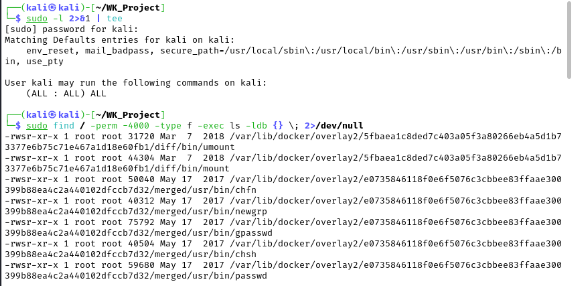 ┌──(kali㉿kali)-[~/WK_Project]
└─$ sudo -l 2>&1 | tee
[sudo] password for kali:
Matching Defaults entries for kali on kali:
    env_reset, mail_badpass, secure_path=/usr/local/sbin\:/usr/local/bin\:/usr/sbin\:/usr/bin\:/sbin\:/b
in, use_pty

User kali may run the following commands on kali:
    (ALL : ALL) ALL

┌──(kali㉿kali)-[~/WK_Project]
└─$ sudo find / -perm -4000 -type f -exec ls -ldb {} \; 2>/dev/null
-rwsr-xr-x 1 root root 31720 Mar  7  2018 /var/lib/docker/overlay2/5fbaea1c8ded7c403a05f3a80266eb4a5d1b7
3377e6b75c71e467a1d18e60fb1/diff/bin/umount
-rwsr-xr-x 1 root root 44304 Mar  7  2018 /var/lib/docker/overlay2/5fbaea1c8ded7c403a05f3a80266eb4a5d1b7
3377e6b75c71e467a1d18e60fb1/diff/bin/mount
-rwsr-xr-x 1 root root 50040 May 17  2017 /var/lib/docker/overlay2/e0735846118f0e6f5076c3cbbee83ffaae300
399b88ea4c2a440102dfccb7d32/merged/usr/bin/chfn
-rwsr-xr-x 1 root root 40312 May 17  2017 /var/lib/docker/overlay2/e0735846118f0e6f5076c3cbbee83ffaae300
399b88ea4c2a440102dfccb7d32/merged/usr/bin/newgrp
-rwsr-xr-x 1 root root 75792 May 17  2017 /var/lib/docker/overlay2/e0735846118f0e6f5076c3cbbee83ffaae300
399b88ea4c2a440102dfccb7d32/merged/usr/bin/gpasswd
-rwsr-xr-x 1 root root 40504 May 17  2017 /var/lib/docker/overlay2/e0735846118f0e6f5076c3cbbee83ffaae300
399b88ea4c2a440102dfccb7d32/merged/usr/bin/chsh
-rwsr-xr-x 1 root root 59680 May 17  2017 /var/lib/docker/overlay2/e0735846118f0e6f5076c3cbbee83ffaae300
399b88ea4c2a440102dfccb7d32/merged/usr/bin/passwd